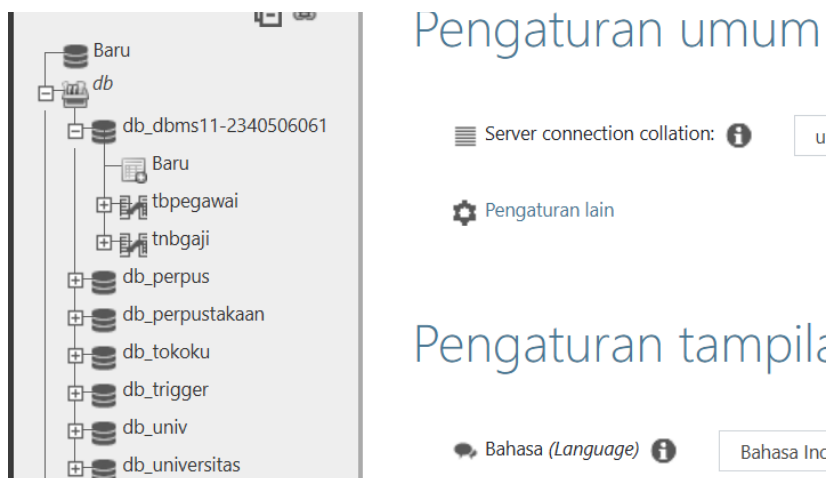 Baru
db
db_dbms11-2340506061
Baru
tbpegawai
tnbgaji
db_perpus
db_perpustakaan
db_tokoku
db_trigger
db_univ
db_universitas
Pengaturan umum
Server connection collation:
Pengaturan lain
Pengaturan tampila
Bahasa (Language)
Bahasa Ind